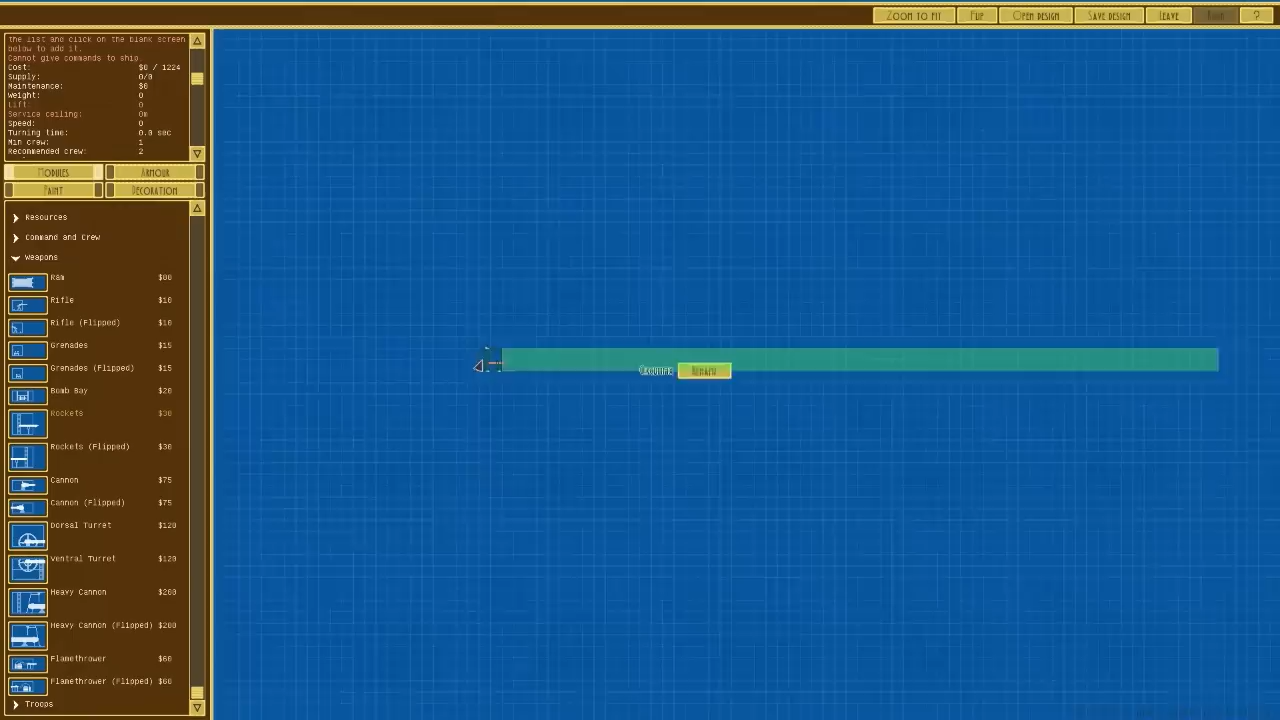 ZOOM TO FIT FLIP OPEN DESIGN SAVE DESIGN LEAVE ?
the list and click on the blank screen
below to add it.
Cannot give commands to ship.
Cost: $0 / 1224
Supply: 0/0
Maintenance: $0
Weight: 0
Lift: 0
Service ceiling: 0m
Speed: 0
Turning time: 0.0 sec
Min crew: 1
Recommended crew: 2
MODULES ARMOUR
PAINT DECORATION
Resources
Command and Crew
Weapons
Ram $80
Rifle $10
Rifle (Flipped) $10
Grenades $15
Grenades (Flipped) $15
Bomb Bay $20
Rockets $30
Rockets (Flipped) $30
Cannon $75
Cannon (Flipped) $75
Dorsal Turret $120
Ventral Turret $120
Heavy Cannon $200
Heavy Cannon (Flipped) $200
Flamethrower $60
Flamethrower (Flipped) $60
Troops
RENAME